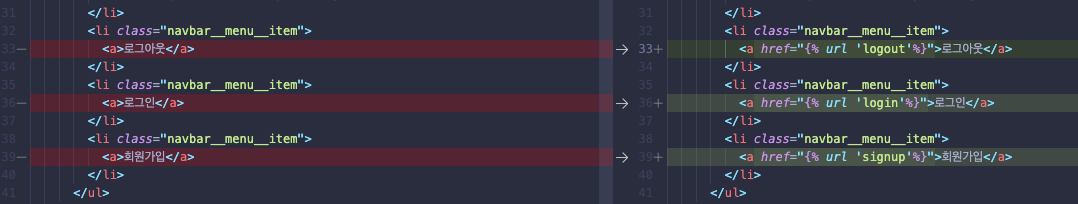 31 </li> 31 </li>
32 <li class="navbar__menu__item"> 32 <li class="navbar__menu__item">
33— <a>로그아웃</a> → 33+ <a href="{% url 'logout'%}">로그아웃</a>
34 </li> 34 </li>
35 <li class="navbar__menu__item"> 35 <li class="navbar__menu__item">
36— <a>로그인</a> → 36+ <a href="{% url 'login'%}">로그인</a>
37 </li> 37 </li>
38 <li class="navbar__menu__item"> 38 <li class="navbar__menu__item">
39— <a>회원가입</a> → 39+ <a href="{% url 'signup'%}">회원가입</a>
40 </li> 40 </li>
41 </ul> 41 </ul>